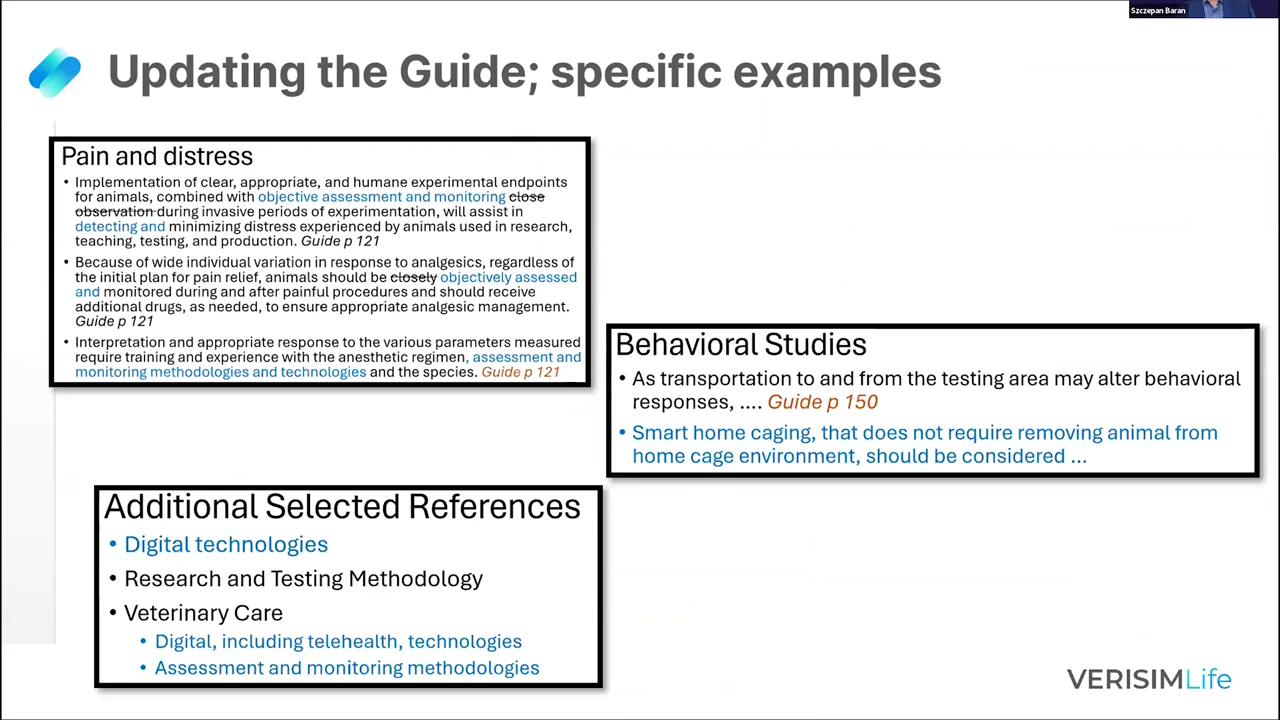 Szczepan Baran
Updating the Guide; specific examples
Pain and distress
• Implementation of clear, appropriate, and humane experimental endpoints
for animals, combined with objective assessment and monitoring close
observation during invasive periods of experimentation, will assist in
detecting and minimizing distress experienced by animals used in research,
teaching, testing, and production. Guide p 121
• Because of wide individual variation in response to analgesics, regardless of
the initial plan for pain relief, animals should be closely objectively assessed
and monitored during and after painful procedures and should receive
additional drugs, as needed, to ensure appropriate analgesic management.
Guide p 121
• Interpretation and appropriate response to the various parameters measured
require training and experience with the anesthetic regimen, assessment and
monitoring methodologies and technologies and the species. Guide p 121
Behavioral Studies
• As transportation to and from the testing area may alter behavioral
responses, .... Guide p 150
• Smart home caging, that does not require removing animal from
home cage environment, should be considered ...
Additional Selected References
• Digital technologies
• Research and Testing Methodology
• Veterinary Care
• Digital, including telehealth, technologies
• Assessment and monitoring methodologies
VERISIMLife